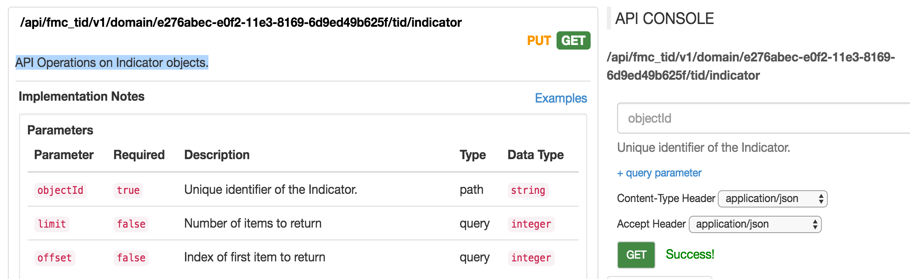 /api/fmc_tid/v1/domain/e276abec-e0f2-11e3-8169-6d9ed49b625f/tid/indicator
PUT GET
API Operations on Indicator objects.
Implementation Notes
Examples
Parameters
Parameter Required Description Type Data Type
objectId true Unique identifier of the Indicator. path string
limit false Number of items to return query integer
offset false Index of first item to return query integer
API CONSOLE
/api/fmc_tid/v1/domain/e276abec-e0f2-11e3-8169-
6d9ed49b625f/tid/indicator
objectId
Unique identifier of the Indicator.
+ query parameter
Content-Type Header application/json
Accept Header application/json
GET Success!